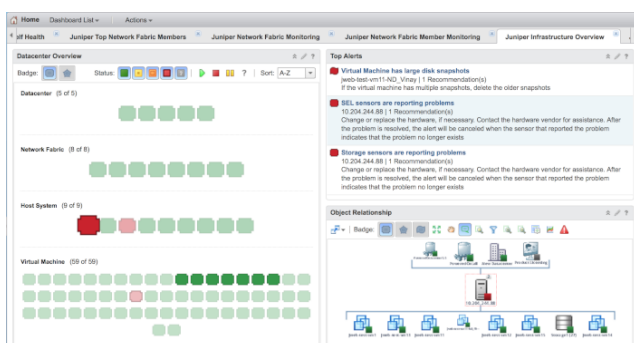 Home Dashboard List Actions
elf Health Juniper Top Network Fabric Members Juniper Network Fabric Monitoring Juniper Network Fabric Member Monitoring Juniper Infrastructure Overview
Datacenter Overview
Badge: Status: ? Sort: A-Z
Datacenter (5 of 5)
Network Fabric (8 of 8)
Host System (9 of 9)
Virtual Machine (59 of 59)
Top Alerts
Virtual Machine has large disk snapshots
jweb-test-vm11-ND_Vinay | 1 Recommendation(s)
If the virtual machine has multiple snapshots, delete the older snapshots
SEL sensors are reporting problems
10.204.244.88 | 1 Recommendation(s)
Change or replace the hardware, if necessary. Contact the hardware vendor for assistance. After
the problem is resolved, the alert will be canceled when the sensor that reported the problem
indicates that the problem no longer exists
Storage sensors are reporting problems
10.204.244.88 | 1 Recommendation(s)
Change or replace the hardware, if necessary. Contact the hardware vendor for assistance. After
the problem is resolved, the alert will be canceled when the sensor that reported the problem
indicates that the problem no longer exists
Object Relationship
Badge:
10.204.244.88